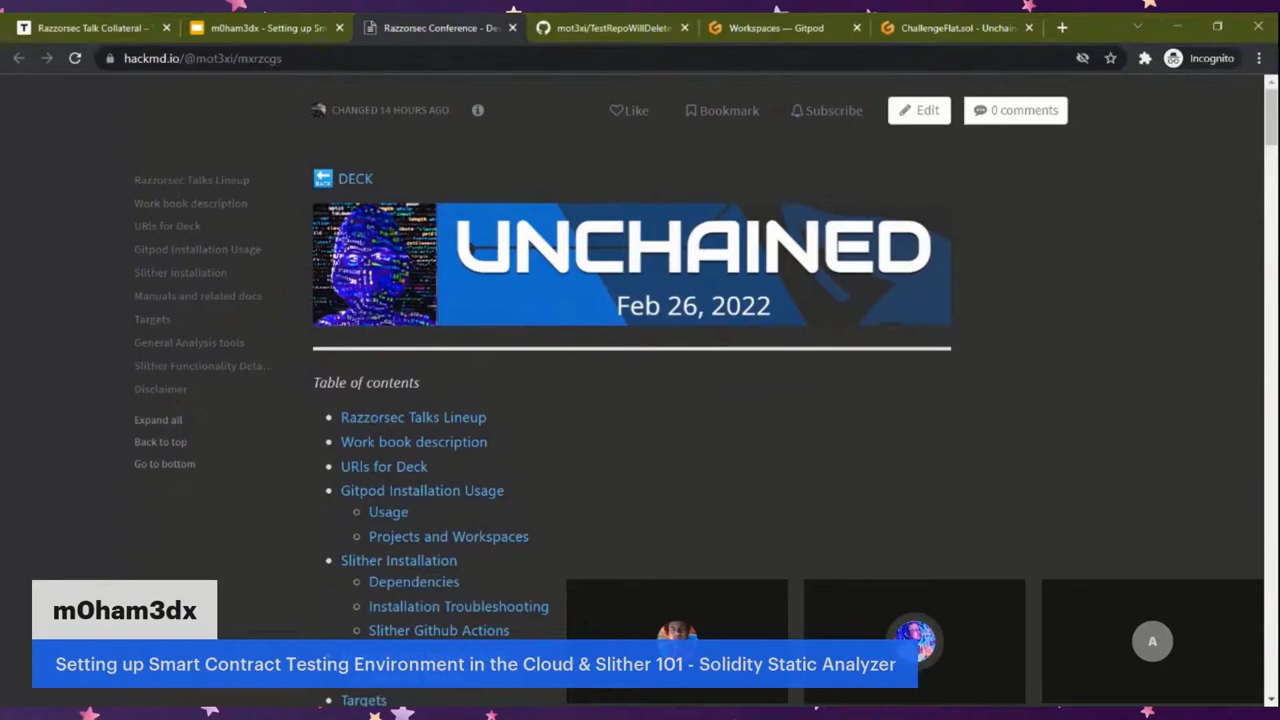 Razzorsec Talk Collateral -
m0ham3dx - Setting up Sm
Razzorsec Conference - De
mot3xi/TestRepoWillDelete
Workspaces — Gitpod
ChallengeFlat.sol - Unchain
hackmd.io/@mot3xi/mxrzcgs
Incognito
CHANGED 14 HOURS AGO
Like
Bookmark
Subscribe
Edit
0 comments
Razzorsec Talks Lineup
Work book description
URIs for Deck
Gitpod Installation Usage
Slither Installation
Manuals and related docs
Targets
General Analysis tools
Slither Functionality Deta...
Disclaimer
Expand all
Back to top
Go to bottom
BACK
DECK
UNCHAINED
Feb 26, 2022
Table of contents
Razzorsec Talks Lineup
Work book description
URIs for Deck
Gitpod Installation Usage
Usage
Projects and Workspaces
Slither Installation
Dependencies
Installation Troubleshooting
Slither Github Actions
Targets
m0ham3dx
Setting up Smart Contract Testing Environment in the Cloud & Slither 101 - Solidity Static Analyzer
A